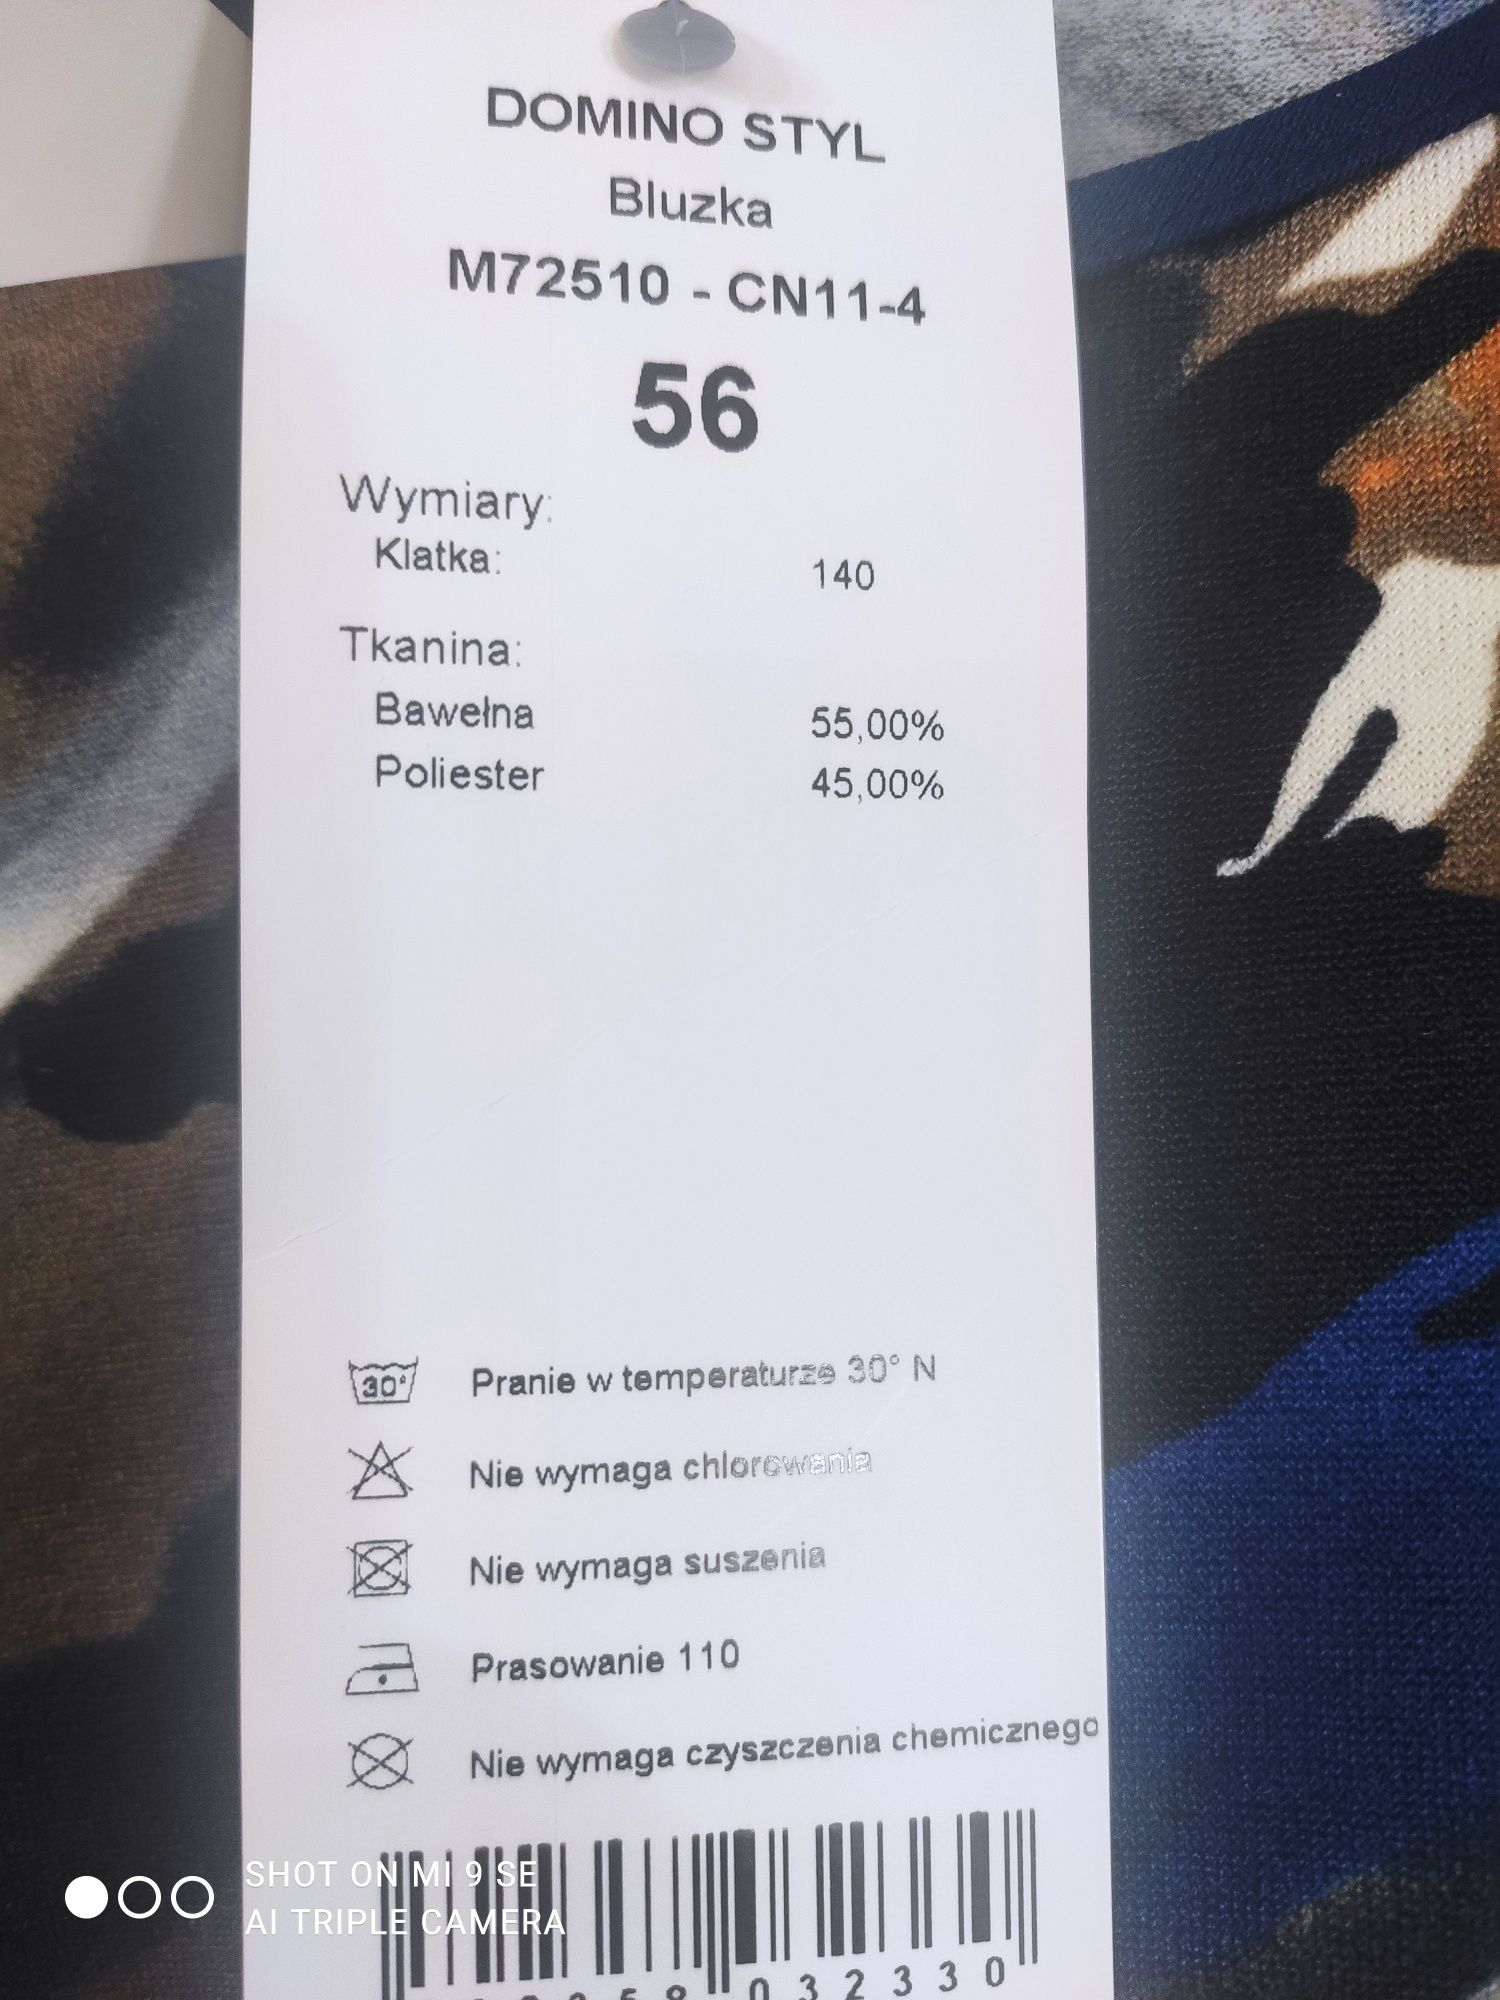 DOMINO STYL
Bluzka
M72510 - CN11-4
56
Wymiary:
Klatka: 140
Tkanina:
Bawełna 55,00%
Poliester 45,00%
30° Pranie w temperaturze 30° N
Nie wymaga chlorowania
Nie wymaga suszenia
Prasowanie 110
Nie wymaga czyszczenia chemicznego
032330
SHOT ON MI 9 SE
AI TRIPLE CAMERA